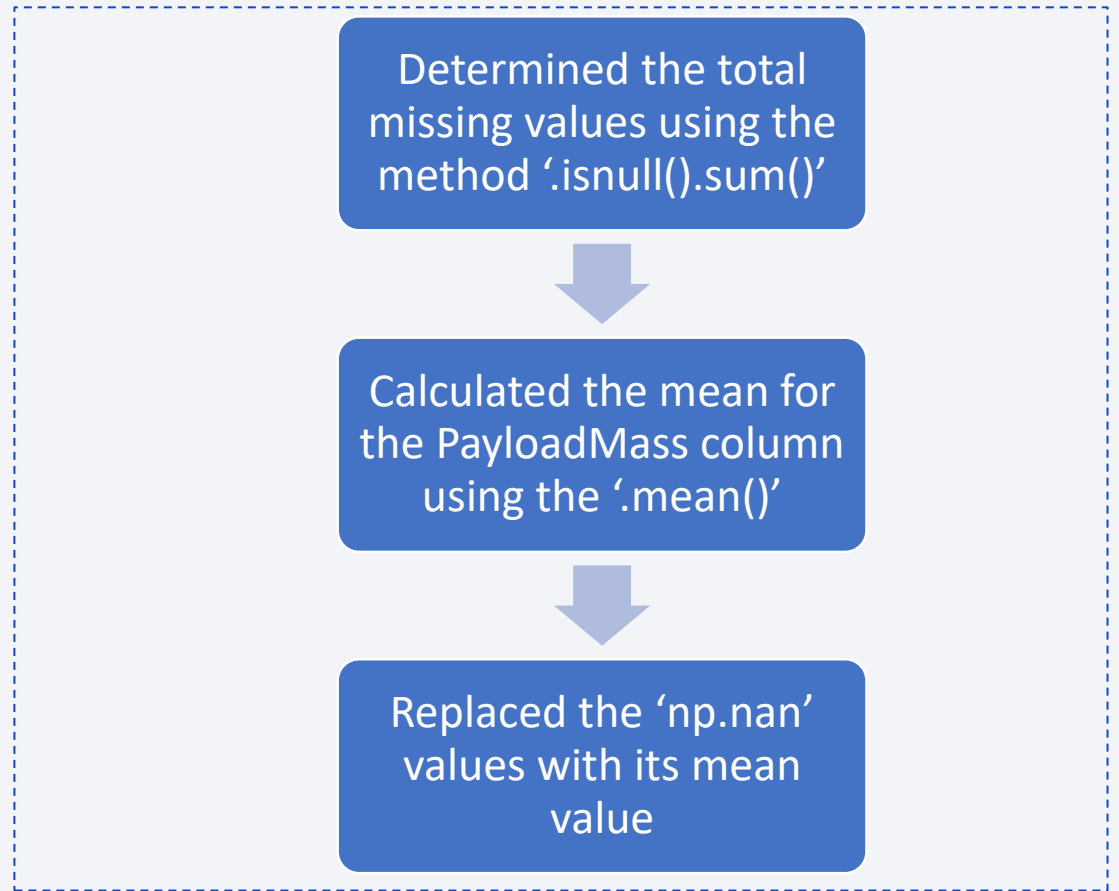 Determined the total
missing values using the
method ‘.isnull().sum()’
Calculated the mean for
the PayloadMass column
using the ‘.mean()’
Replaced the ‘np.nan’
values with its mean
value